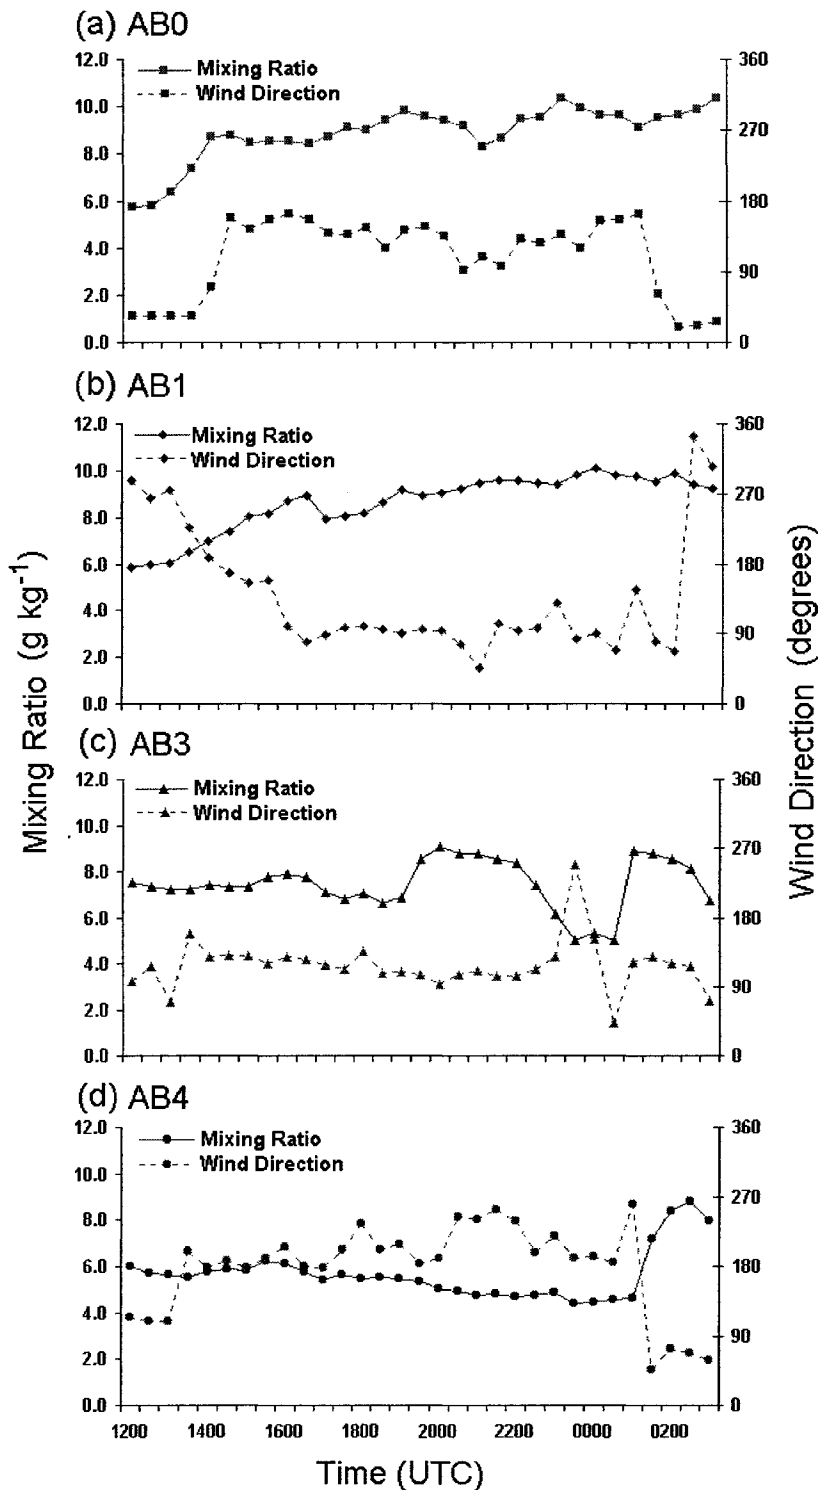 (a) AB0
12.0 360
Mixing Ratio
Wind Direction
10.0
270
8.0
6.0 180
4.0
90
2.0
0.0 0
(b) AB1
12.0 360
Mixing Ratio
Wind Direction
10.0
270
8.0
6.0 180
4.0
90
2.0
0.0 0
(c) AB3
12.0 360
Mixing Ratio
Wind Direction
10.0
270
8.0
6.0 180
4.0
90
2.0
0.0 0
(d) AB4
12.0 360
Mixing Ratio
Wind Direction
10.0
270
8.0
6.0 180
4.0
90
2.0
0.0 0
1200 1400 1600 1800 2000 2200 0000 0200
Time (UTC)
Mixing Ratio (g kg-1)
Wind Direction (degrees)